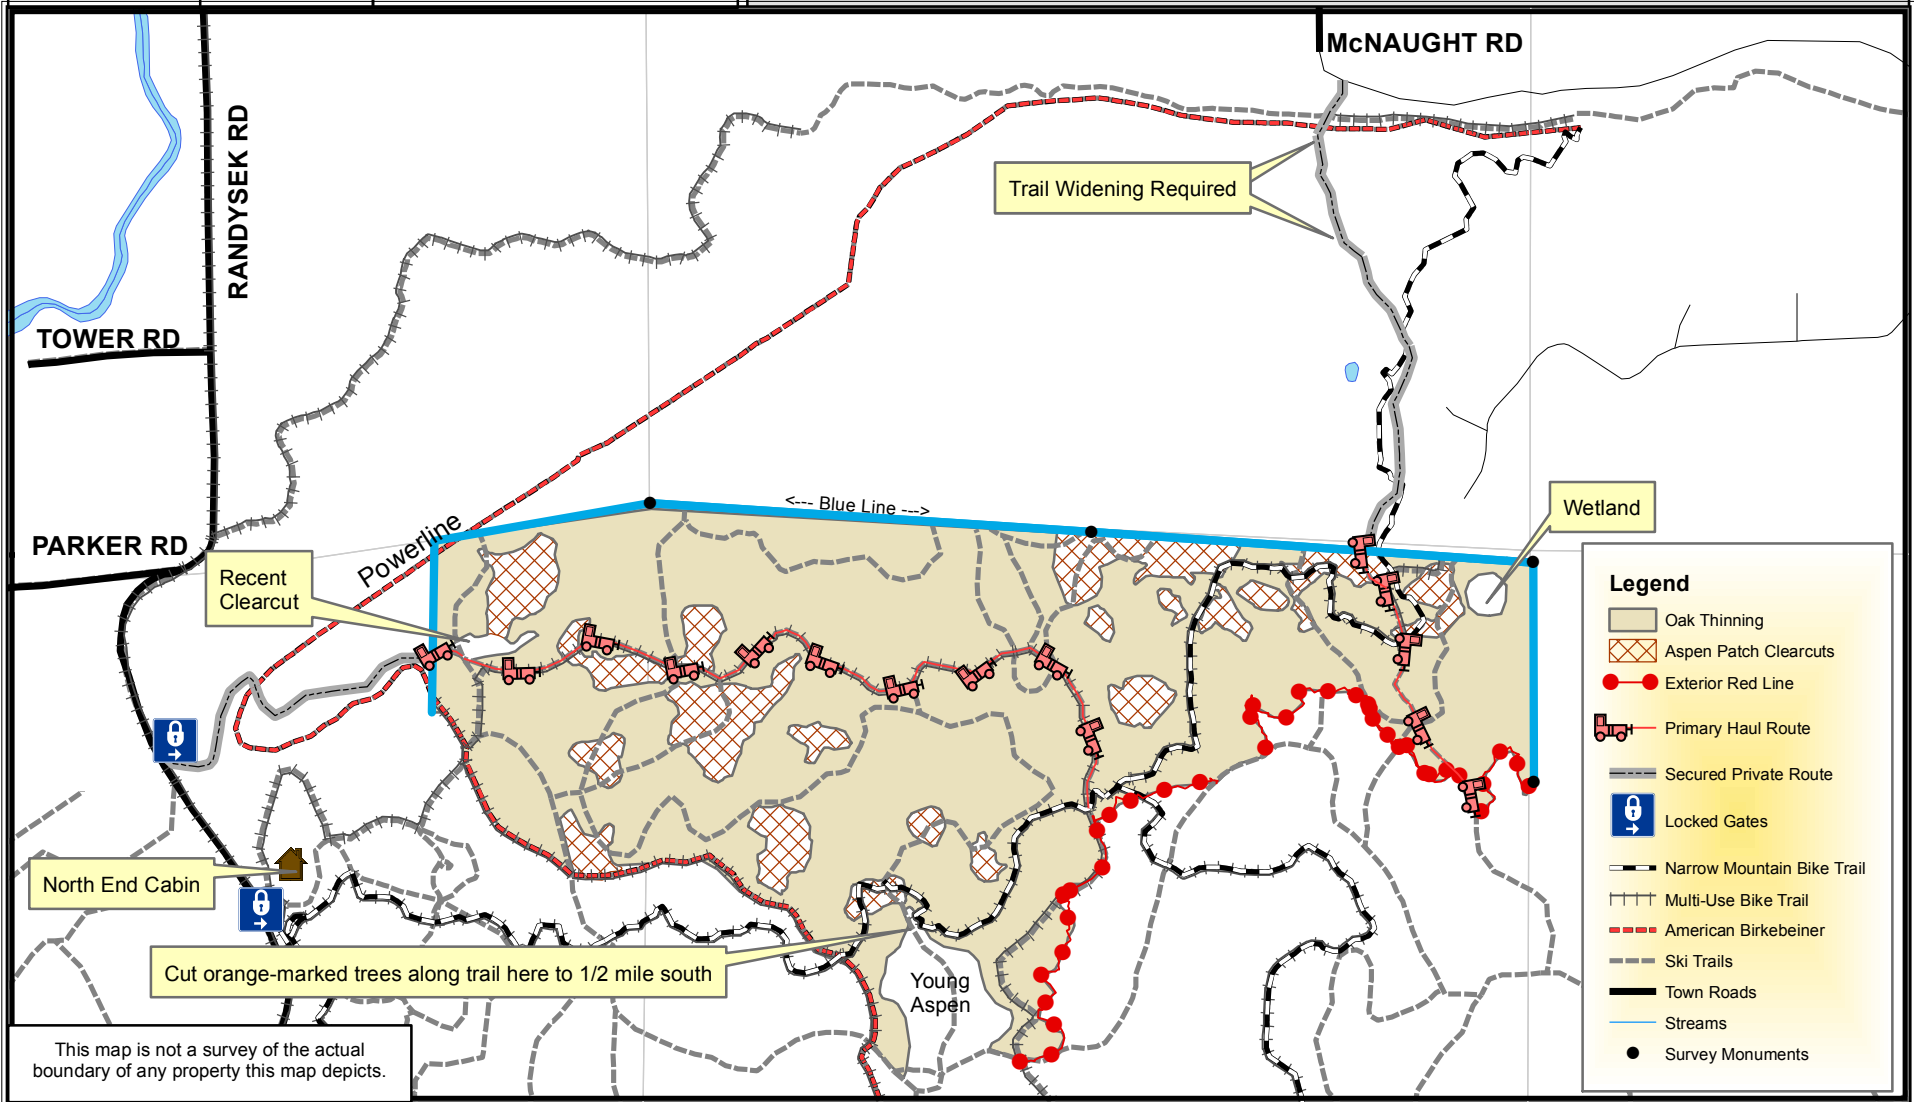 McNAUGHT RD
RANDYSEK RD
Trail Widening Required
TOWER RD
<--- Blue Line --->
Wetland
Powerline
PARKER RD
Recent
Clearcut
Legend
Oak Thinning
Aspen Patch Clearcuts
Exterior Red Line
Primary Haul Route
Secured Private Route
Locked Gates
Narrow Mountain Bike Trail
Multi-Use Bike Trail
American Birkebeiner
Ski Trails
Town Roads
Streams
Survey Monuments
North End Cabin
Cut orange-marked trees along trail here to 1/2 mile south
Young
Aspen
This map is not a survey of the actual
boundary of any property this map depicts.